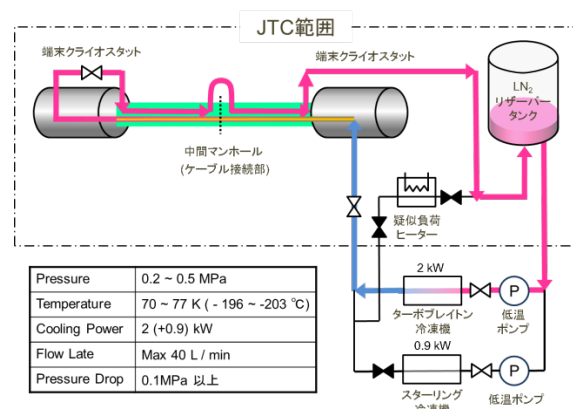 JTC範囲
端末クライオスタット
端末クライオスタット
LN2
リザーバー
タンク
中間マンホール
(ケーブル接続部)
疑似負荷
ヒーター
2 kW
P
ターボブレイトン
冷凍機
低温
ポンプ
0.9 kW
P
スターリング
冷凍機
低温ポンプ
Pressure 0.2 ~ 0.5 MPa
Temperature 70 ~ 77 K ( - 196 ~ -203 ℃)
Cooling Power 2 (+0.9) kW
Flow Late Max 40 L / min
Pressure Drop 0.1MPa 以上